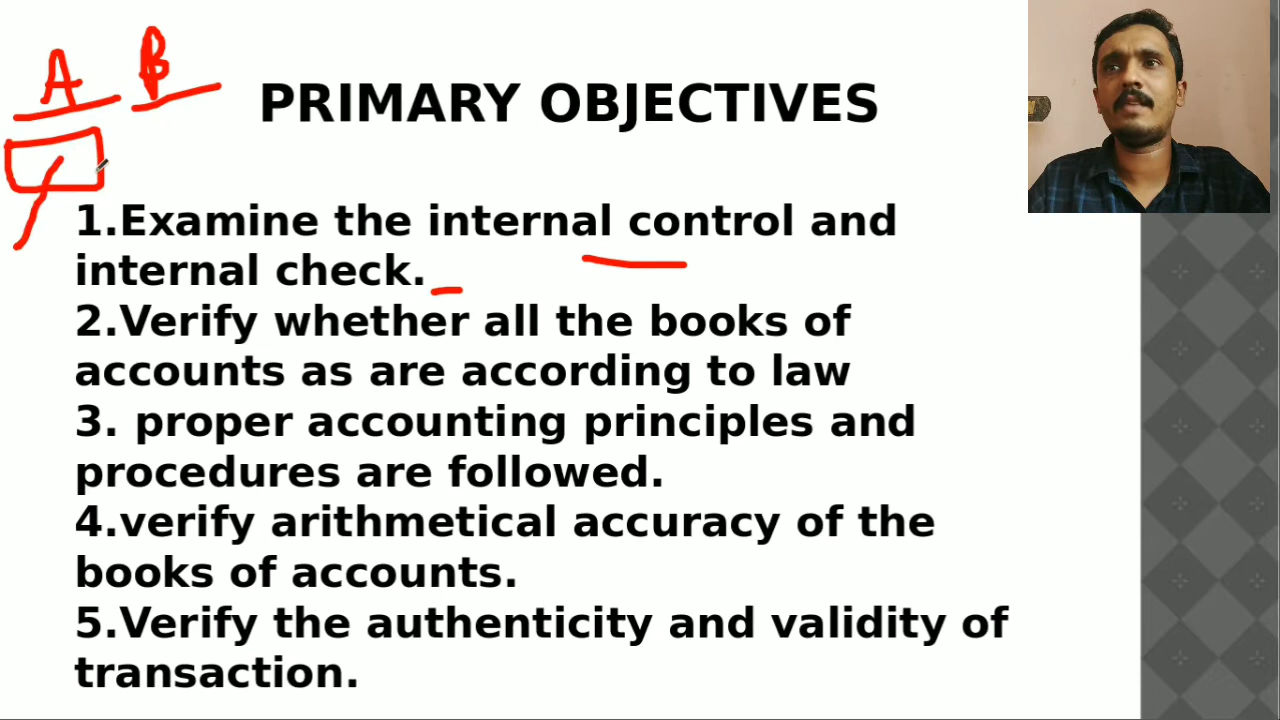 A B
PRIMARY OBJECTIVES
1.Examine the internal control and
internal check.
2.Verify whether all the books of
accounts as are according to law
3. proper accounting principles and
procedures are followed.
4.verify arithmetical accuracy of the
books of accounts.
5.Verify the authenticity and validity of
transaction.